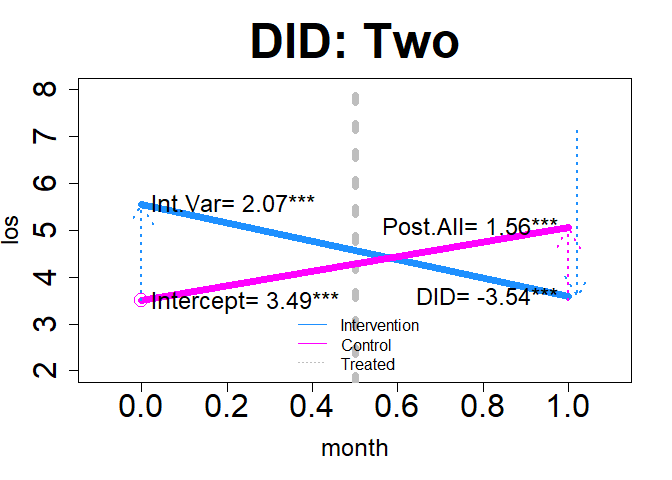 DID: Two
8
7
6
5
4
3
2
los
Int.Var= 2.07***
Post.All= 1.56***
Intercept= 3.49***
DID= -3.54***
Intervention
Control
Treated
0.0 0.2 0.4 0.6 0.8 1.0
month